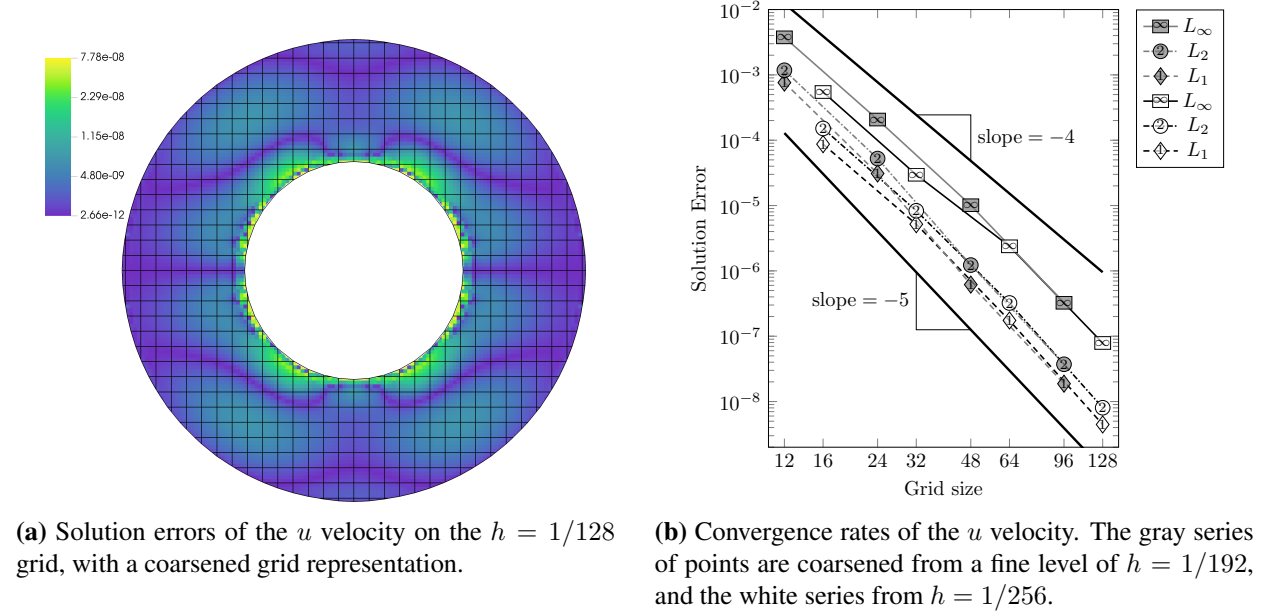 7.78e-08
2.29e-08
1.15e-08
4.80e-09
2.66e-12
(a) Solution errors of the u velocity on the h = 1/128
grid, with a coarsened grid representation.
10⁻²
10⁻³
10⁻⁴
10⁻⁵
10⁻⁶
10⁻⁷
10⁻⁸
Solution Error
slope = −4
slope = −5
12 16 24 32 48 64 96 128
Grid size
∞ L∞
2 L₂
1 L₁
∞ L∞
2 L₂
1 L₁
(b) Convergence rates of the u velocity. The gray series
of points are coarsened from a fine level of h = 1/192,
and the white series from h = 1/256.